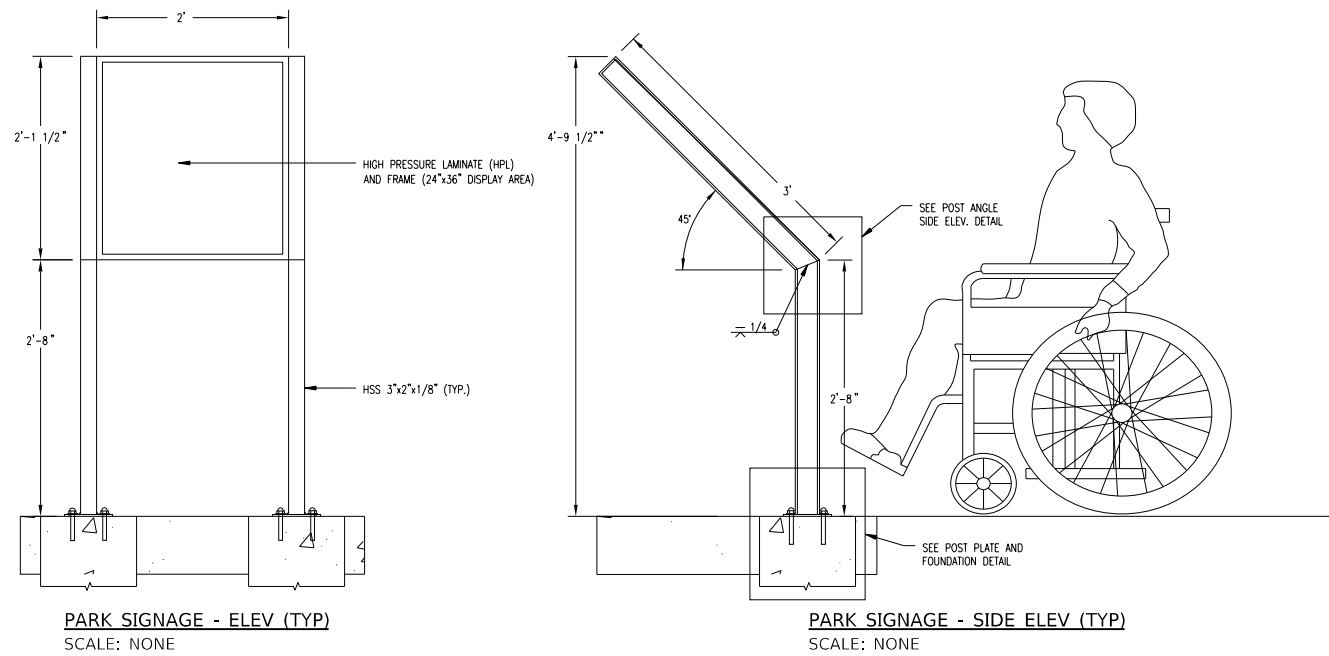 2'
2'-1 1/2"
HIGH PRESSURE LAMINATE (HPL)
AND FRAME (24"x36" DISPLAY AREA)
2'-8"
HSS 3"x2"x1/8" (TYP.)
PARK SIGNAGE - ELEV (TYP)
SCALE: NONE
4'-9 1/2""
3'
45°
SEE POST ANGLE
SIDE ELEV. DETAIL
1/4
2'-8"
SEE POST PLATE AND
FOUNDATION DETAIL
PARK SIGNAGE - SIDE ELEV (TYP)
SCALE: NONE